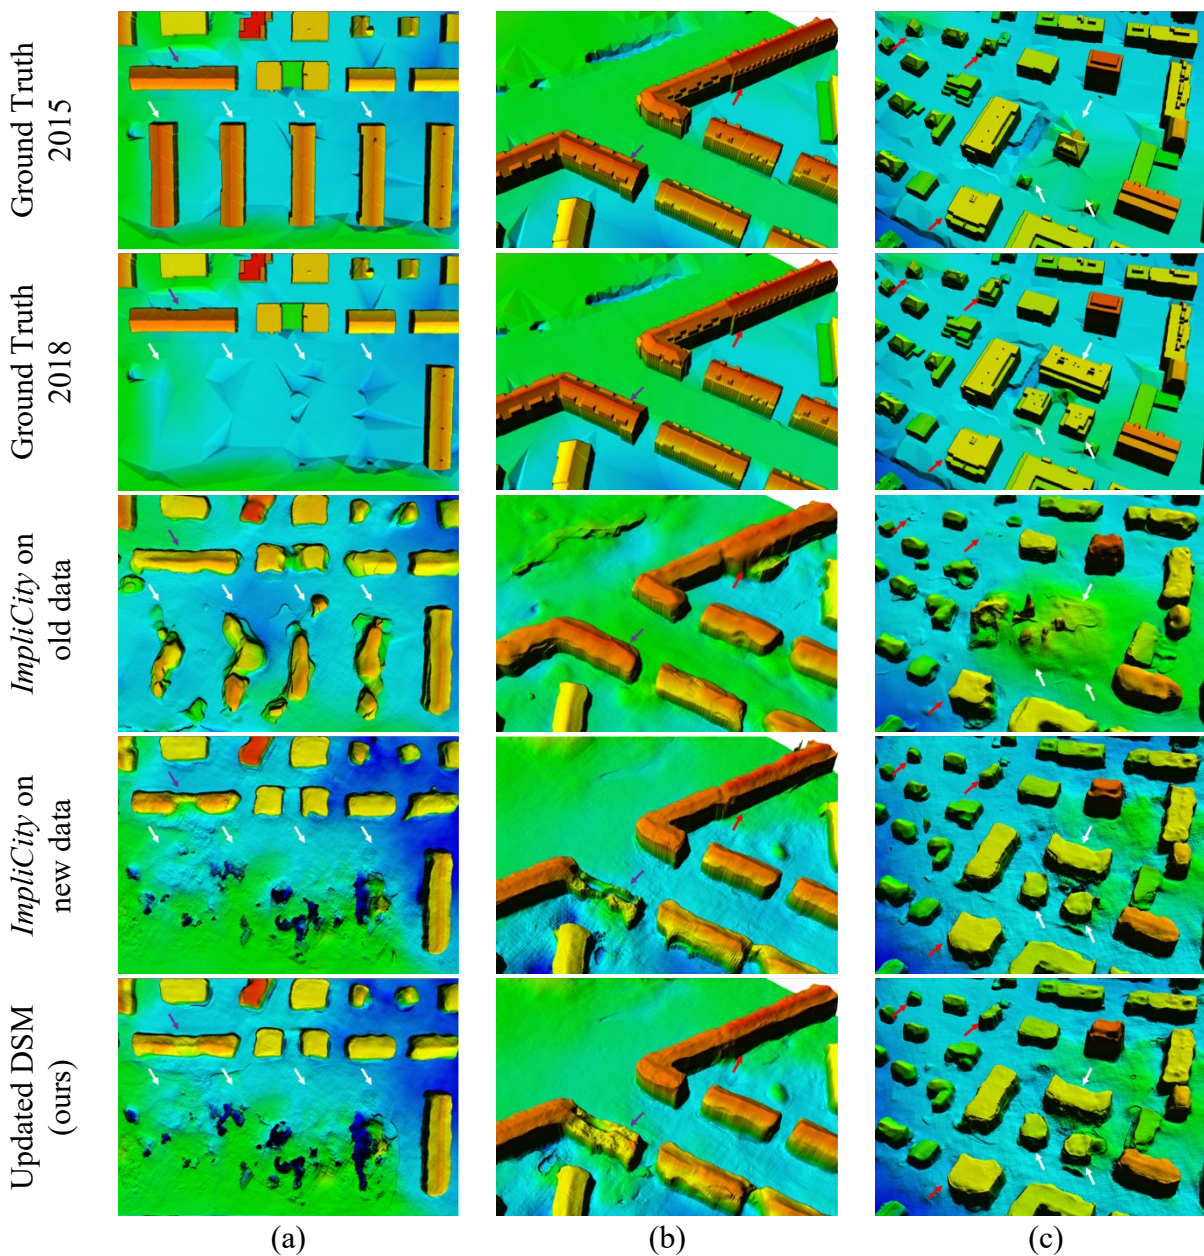 Ground Truth
2015
Ground Truth
2018
ImpliCity on
old data
ImpliCity on
new data
Updated DSM
(ours)
(a)
(b)
(c)